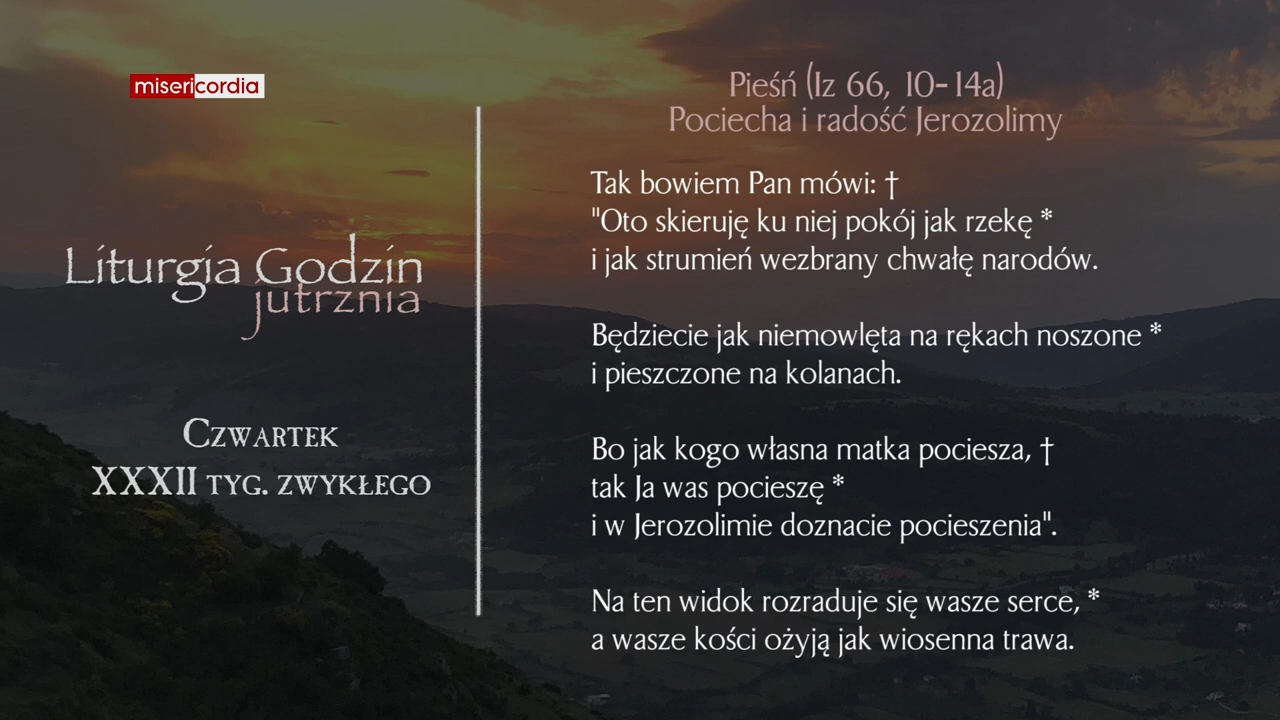 misericordia
Liturgia Godzin
jutrznia
Czwartek
XXXII tyg. zwykłego
Pieśń (Iz 66, 10-14a)
Pociecha i radość Jerozolimy
Tak bowiem Pan mówi: †
"Oto skieruję ku niej pokój jak rzekę *
i jak strumień wezbrany chwałę narodów.
Będziecie jak niemowlęta na rękach noszone *
i pieszczone na kolanach.
Bo jak kogo własna matka pociesza, †
tak Ja was pocieszę *
i w Jerozolimie doznacie pocieszenia".
Na ten widok rozraduje się wasze serce, *
a wasze kości ożyją jak wiosenna trawa.